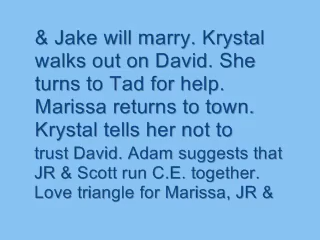 & Jake will marry. Krystal
walks out on David. She
turns to Tad for help.
Marissa returns to town.
Krystal tells her not to
trust David. Adam suggests that
JR & Scott run C.E. together.
Love triangle for Marissa, JR &